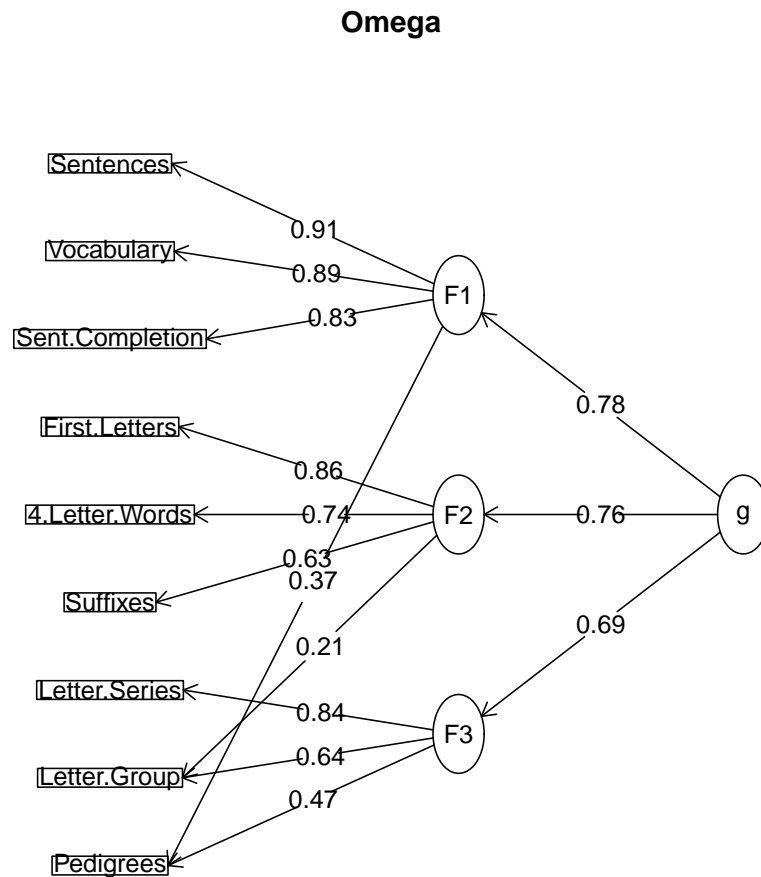 Omega
Sentences
0.91
Vocabulary
0.89
F1
Sent.Completion
0.83
0.78
First.Letters
0.86
4.Letter.Words
0.74
F2
0.76
g
0.63
Suffixes
0.37
0.21
0.69
Letter.Series
0.84
F3
Letter.Group
0.64
0.47
Pedigrees